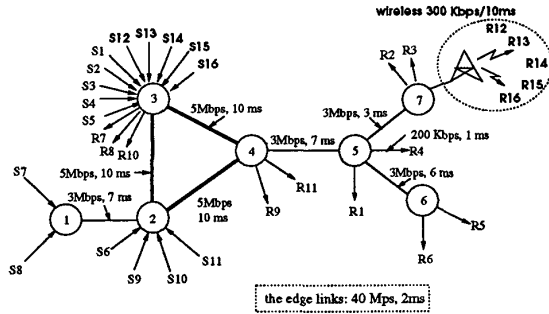 wireless 300 Kbps/10ms
R12
R13
R14
R15
R16
S13
S12
S14
S1
S15
S2
S16
S3
S4
S5
R7
R8
R10
3
5Mbps, 10 ms
R2
R3
7
3Mbps, 3 ms
200 Kbps, 1 ms
R4
3Mbps, 7 ms
4
5
5Mbps, 10 ms
3Mbps, 6 ms
S7
3Mbps, 7 ms
5Mbps
10 ms
R11
R9
R1
6
R5
R6
1
2
S8
S6
S9
S10
S11
the edge links: 40 Mps, 2ms